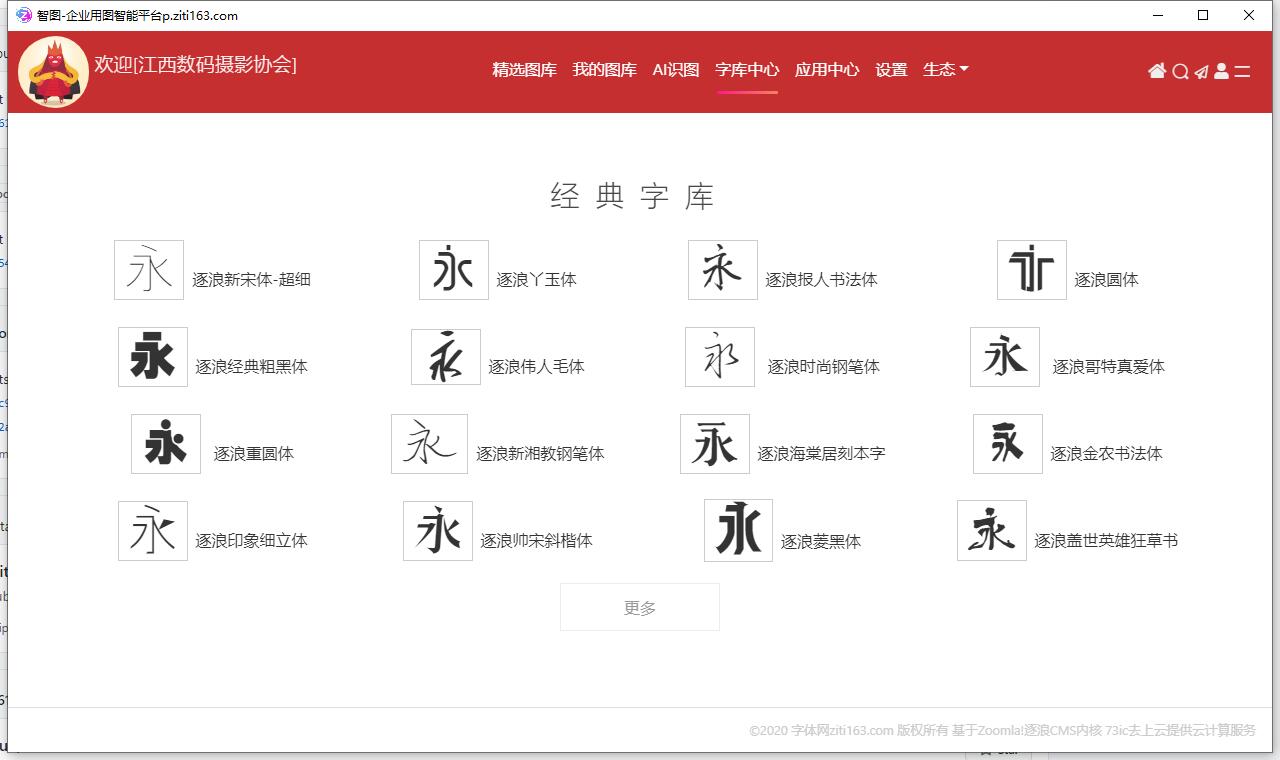 智图-企业用图智能平台p.ziti163.com
欢迎[江西数码摄影协会]
精选图库 我的图库 AI识图 字库中心 应用中心 设置 生态
经典字库
永 逐浪新宋体-超细 永 逐浪丫玉体 永 逐浪报人书法体 永 逐浪圆体
永 逐浪经典粗黑体 永 逐浪伟人毛体 永 逐浪时尚钢笔体 永 逐浪哥特真爱体
永 逐浪重圆体 永 逐浪新湘教钢笔体 永 逐浪海棠居刻本字 永 逐浪金农书法体
永 逐浪印象细立体 永 逐浪帅宋斜楷体 永 逐浪菱黑体 永 逐浪盖世英雄狂草书
更多
©2020 字体网ziti163.com 版权所有 基于Zoomla!逐浪CMS内核 73ic去上云提供云计算服务